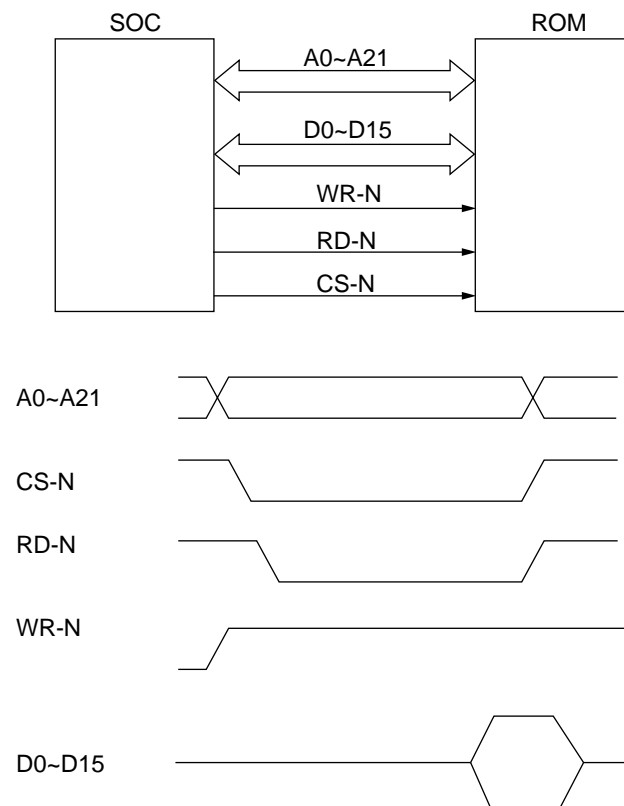 SOC
ROM
A0~A21
D0~D15
WR-N
RD-N
CS-N
A0~A21
CS-N
RD-N
WR-N
D0~D15